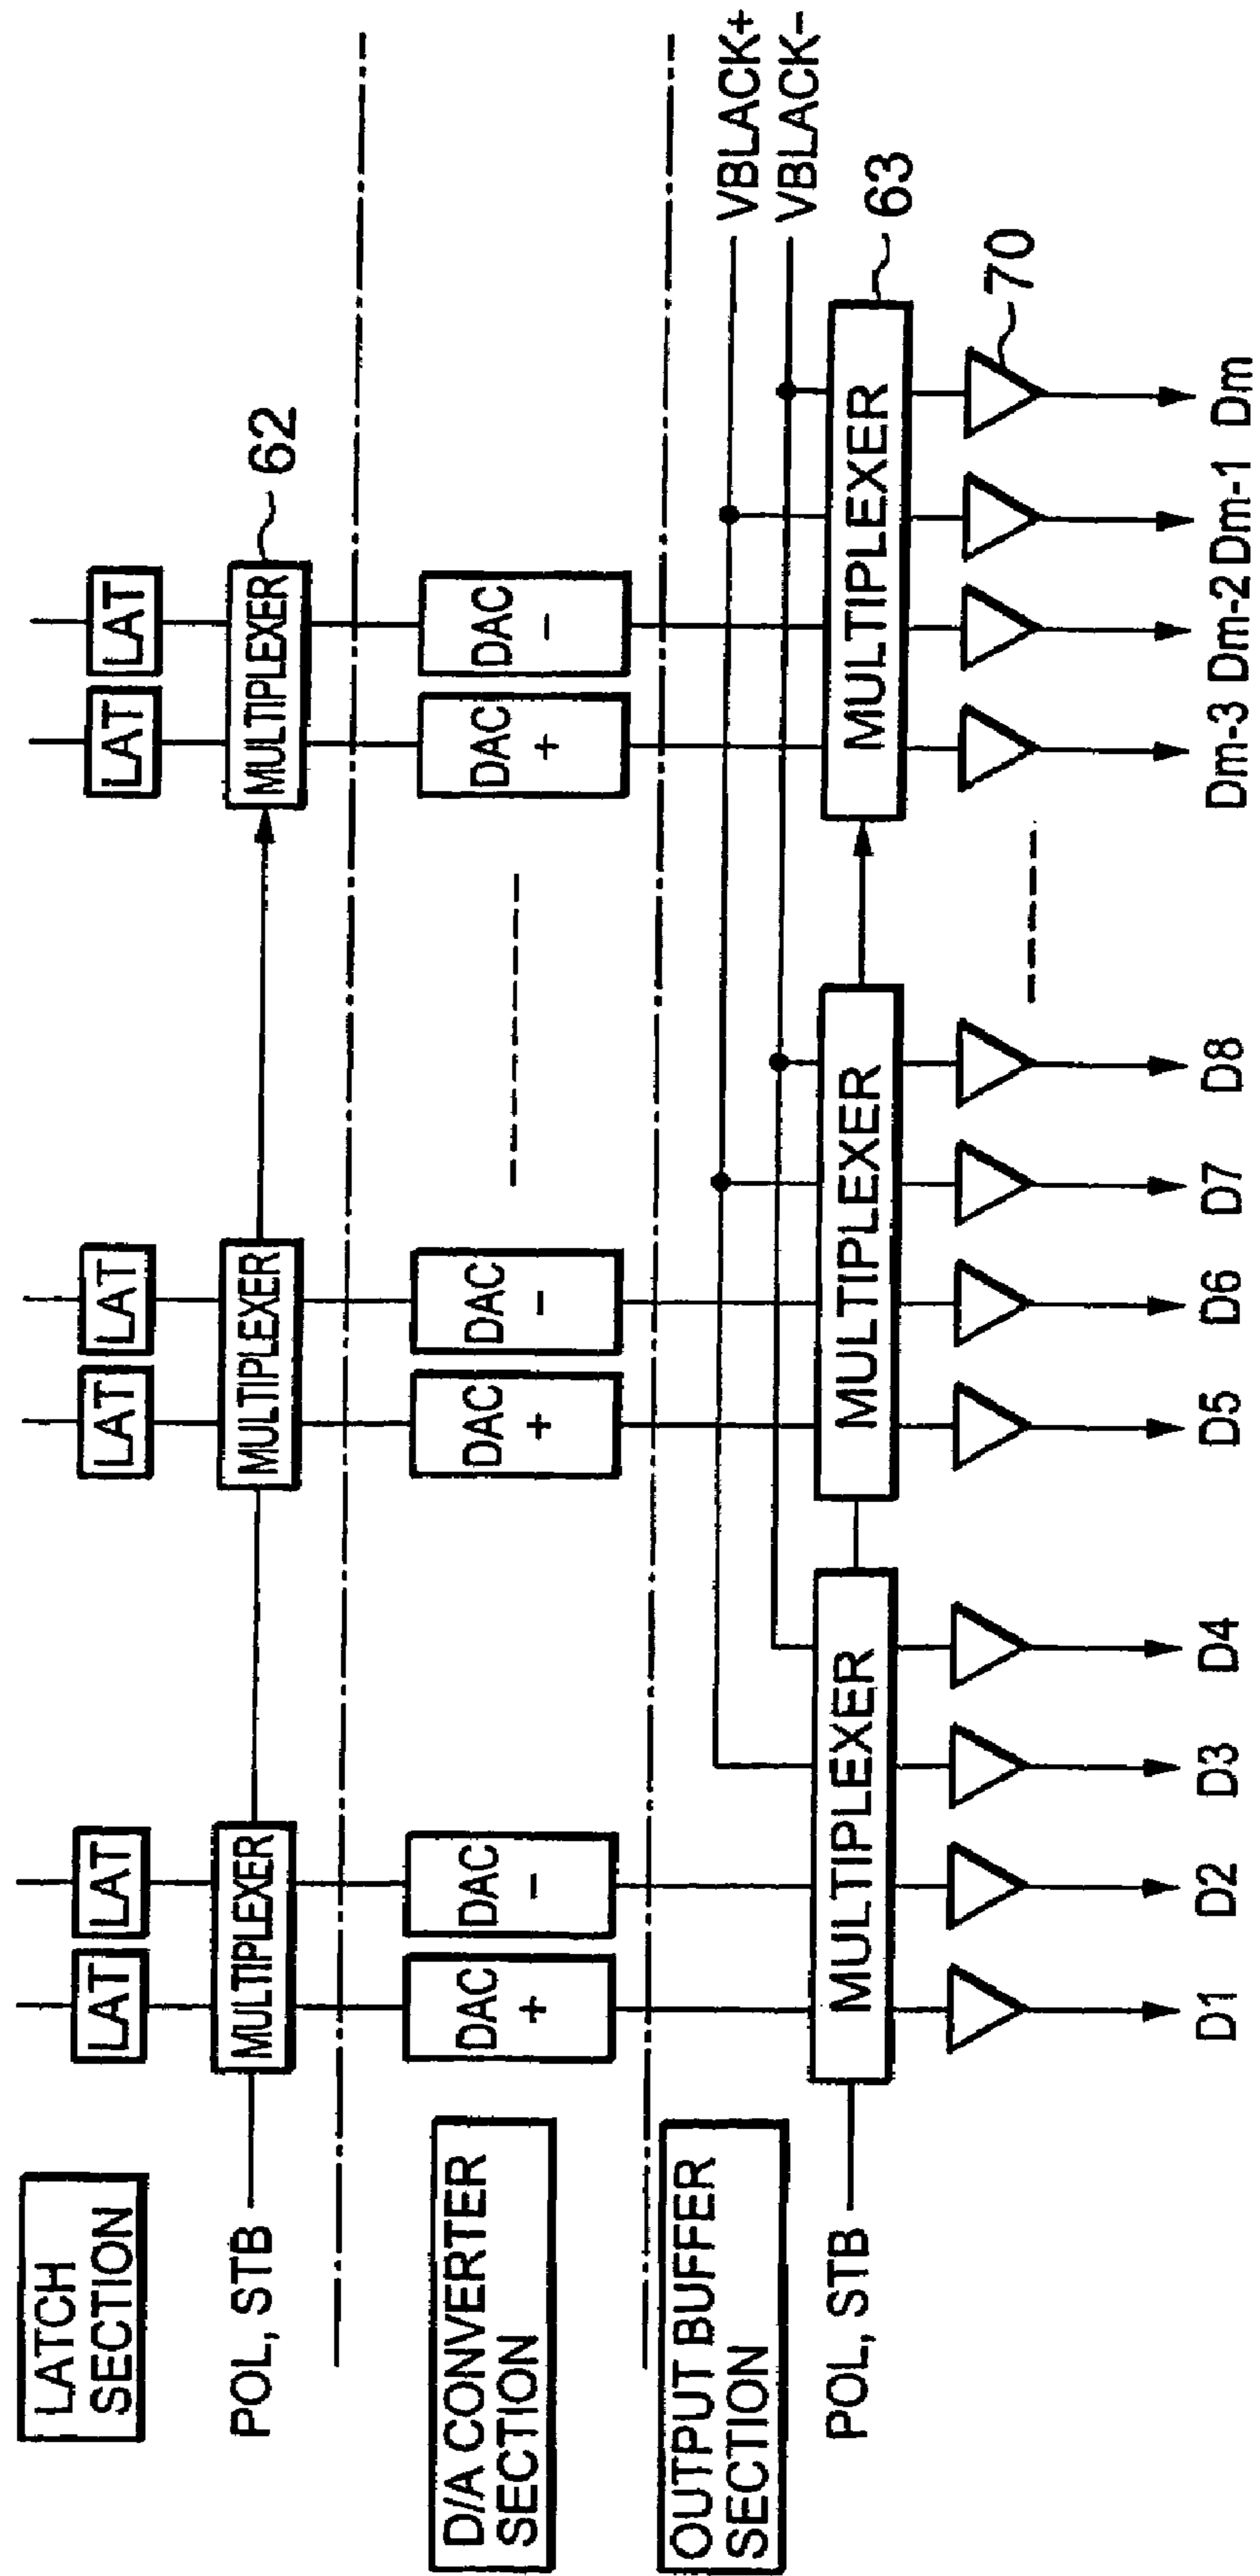 LATCH
SECTION
LAT
LAT
LAT
LAT
LAT
LAT
POL, STB
MULTIPLEXER
MULTIPLEXER
MULTIPLEXER
62
D/A CONVERTER
SECTION
DAC
+
DAC
-
DAC
+
DAC
-
DAC
+
DAC
-
OUTPUT BUFFER
SECTION
VBLACK+
VBLACK-
POL, STB
MULTIPLEXER
MULTIPLEXER
MULTIPLEXER
63
70
D1
D2
D3
D4
D5
D6
D7
D8
Dm-3
Dm-2
Dm-1
Dm